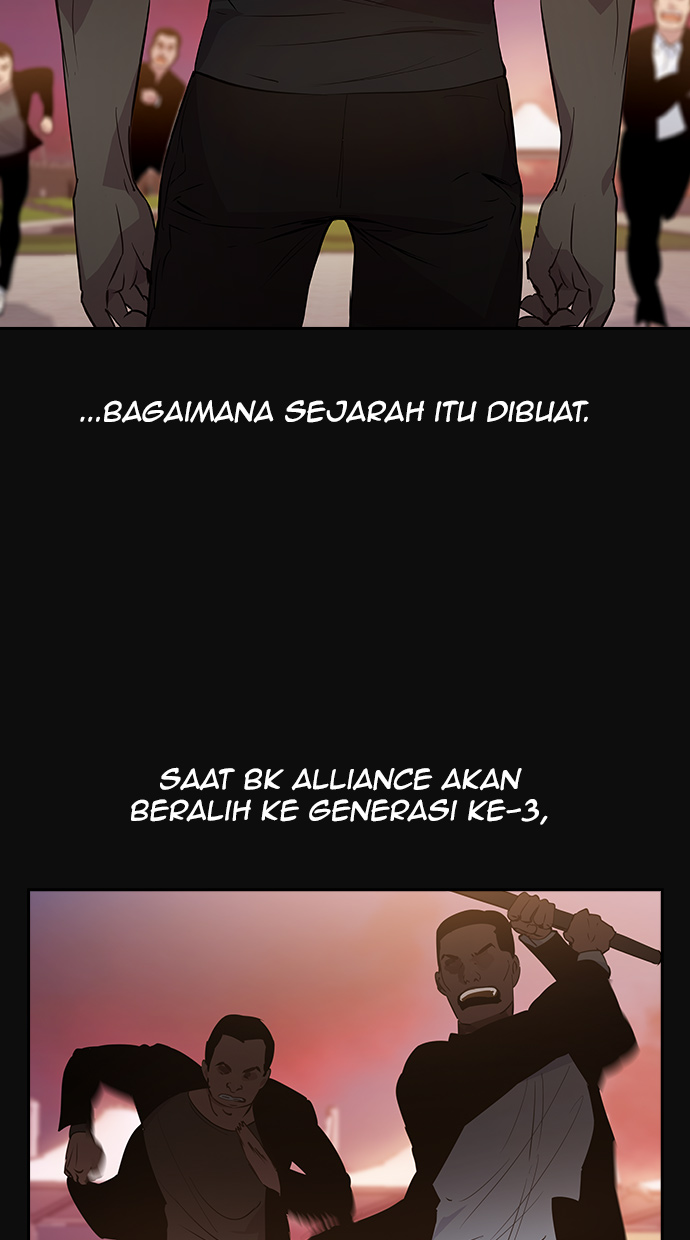 ...BAGAIMANA SEJARAH ITU DIBUAT.
SAAT BK ALLIANCE AKAN
BERALIH KE GENERASI KE-3,